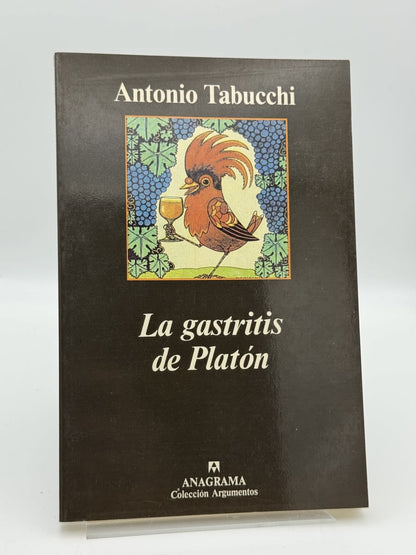 Antonio Tabucchi
La gastritis
de Platón
ANAGRAMA
Colección Argumentos